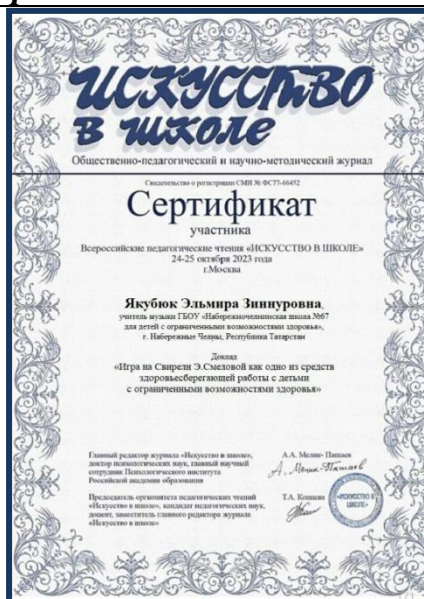 ИСКУССТВО
В ШКОЛЕ
Общественно-педагогический и научно-методический журнал
Свидетельство о регистрации СМИ № ФС77-66452
Сертификат
участника
Всероссийские педагогические чтения «ИСКУССТВО В ШКОЛЕ»
24-25 октября 2023 года
г.Москва
Якубюк Эльмира Зиннуровна,
учитель музыки ГБОУ «Набережночелнинская школа №67
для детей с ограниченными возможностями здоровья»,
г. Набережные Челны, Республика Татарстан
Доклад
«Игра на Свирели Э.Смеловой как одно из средств
здоровьесберегающей работы с детьми
с ограниченными возможностями здоровья»
Главный редактор журнала «Искусство в школе»,
доктор психологических наук, главный научный
сотрудник Психологического института
Российской академии образования
А.А. Мелик- Пашаев
А. Мелик-Пашаев
Председатель оргкомитета педагогических чтений
«Искусство в школе», кандидат педагогических наук,
доцент, заместитель главного редактора журнала
«Искусство в школе»
Т.А. Копцева
«ИСКУССТВО В
ШКОЛЕ»